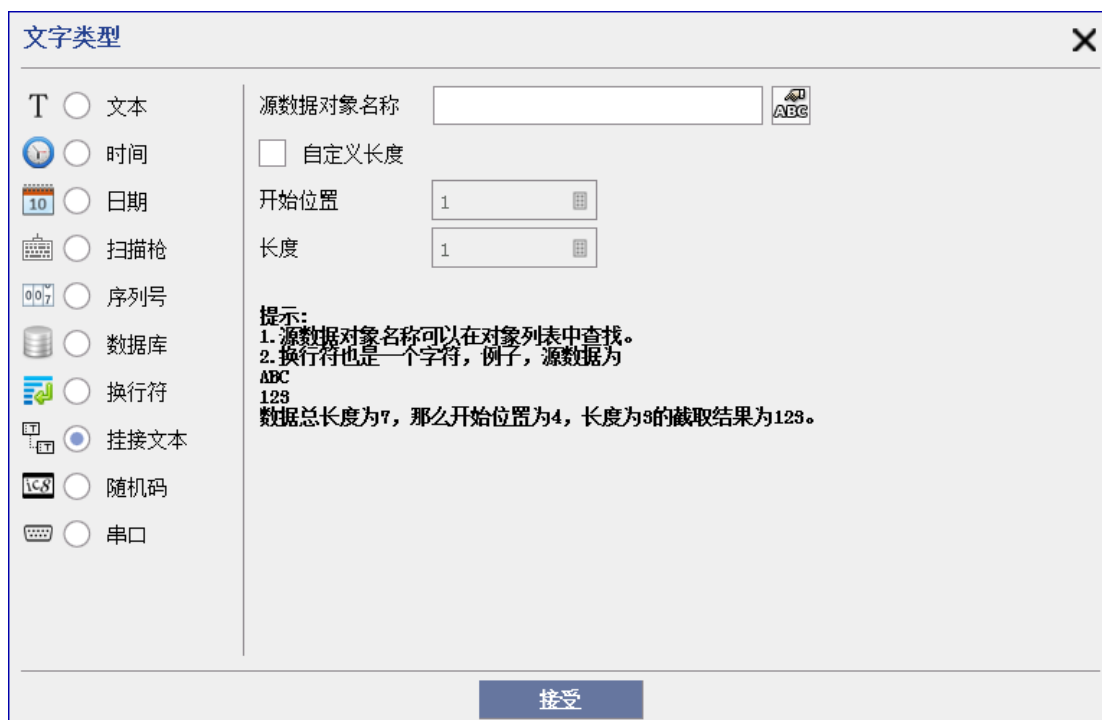 文字类型
T 文本
时间
10 日期
扫描枪
007 序列号
数据库
换行符
:T :T 挂接文本
ic8 随机码
串口
源数据对象名称
ABC
自定义长度
开始位置 1
长度 1
提示:
1.源数据对象名称可以在对象列表中查找。
2.换行符也是一个字符，例子，源数据为
ABC
123
数据总长度为7，那么开始位置为4，长度为3的截取结果为123。
接受